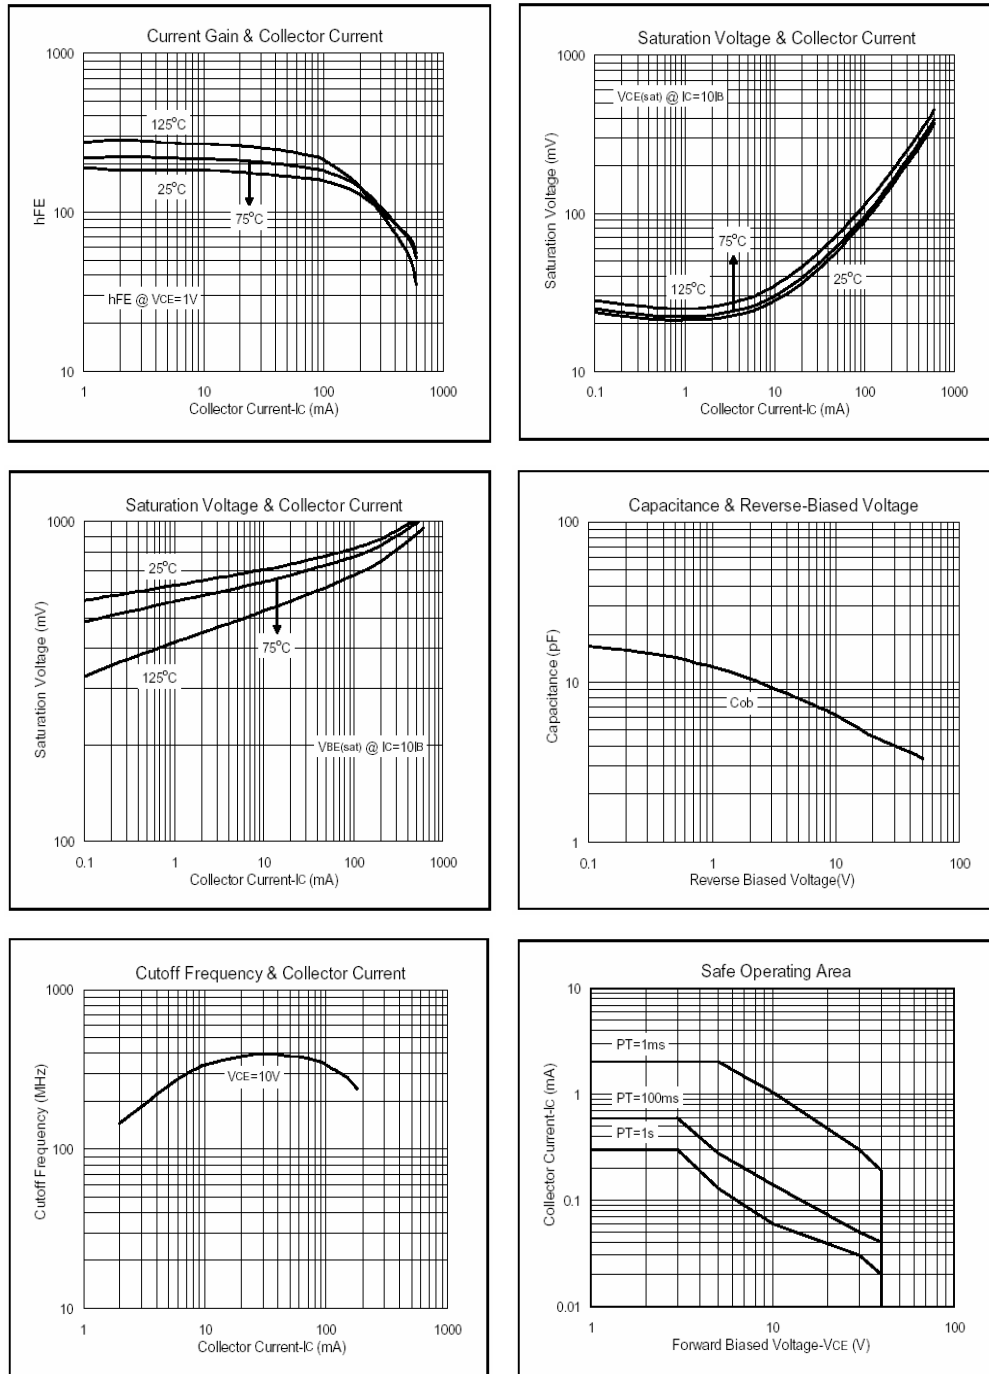 Current Gain & Collector Current
1000
100
10
hFE
125°C
25°C
75°C
hFE @ VCE=1V
1 10 100 1000
Collector Current-IC (mA)
Saturation Voltage & Collector Current
1000
100
10
Saturation Voltage (mV)
VCE(sat) @ IC=10IB
75°C
125°C
25°C
0.1 1 10 100 1000
Collector Current-IC (mA)
Saturation Voltage & Collector Current
1000
100
Saturation Voltage (mV)
25°C
75°C
125°C
VBE(sat) @ IC=10IB
0.1 1 10 100 1000
Collector Current-IC (mA)
Capacitance & Reverse-Biased Voltage
100
10
1
Capacitance (pF)
Cob
0.1 1 10 100
Reverse Biased Voltage(V)
Cutoff Frequency & Collector Current
1000
100
10
Cutoff Frequency (MHz)
VCE=10V
1 10 100 1000
Collector Current-IC (mA)
Safe Operating Area
10
1
0.1
0.01
Collector Current-IC (mA)
PT=1ms
PT=100ms
PT=1s
1 10 100
Forward Biased Voltage-VCE (V)